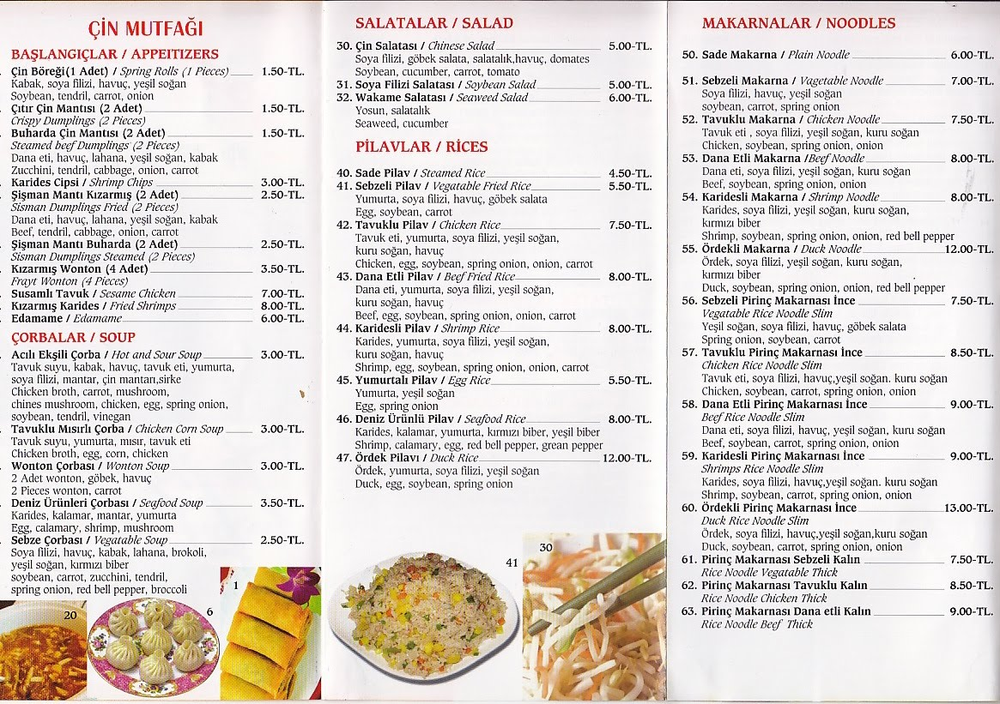 ÇİN MUTFAĞI
BAŞLANGIÇLAR / APPEITIZERS
Çin Böreği(1 Adet) / Spring Rolls (1 Pieces) 1.50-TL.
Kabak, soya filizi, havuç, yeşil soğan
Soybean, tendril, carrot, onion
Çıtır Çin Mantısı (2 Adet) 1.50-TL.
Crispy Dumplings (2 Pieces)
Buharda Çin Mantısı (2 Adet) 1.50-TL.
Steamed beef Dumplings (2 Pieces)
Dana eti, havuç, lahana, yeşil soğan, kabak
Zucchini, tendril, cabbage, onion, carrot
Karides Cipsi / Shrimp Chips 3.00-TL.
Şişman Mantı Kızarmış (2 Adet) 2.50-TL.
Sisman Dumplings Fried (2 Pieces)
Dana eti, havuç, lahana, yeşil soğan, kabak
Beef, tendril, cabbage, onion, carrot
Şişman Mantı Buharda (2 Adet) 2.50-TL.
Sisman Dumplings Steamed (2 Pieces)
Kızarmış Wonton (4 Adet) 3.50-TL.
Frayt Wonton (4 Pieces)
Susamlı Tavuk / Sesame Chicken 7.00-TL.
Kızarmış Karides / Fried Shrimps 8.00-TL.
Edamame / Edamame 6.00-TL.
ÇORBALAR / SOUP
Acılı Ekşili Çorba / Hot and Sour Soup 3.00-TL.
Tavuk suyu, kabak, havuç, tavuk eti, yumurta,
soya filizi, mantar, çin mantarı,sirke
Chicken broth, carrot, mushroom,
chines mushroom, chicken, egg, spring onion,
soybean, tendril, vinegan
Tavuklu Mısırlı Çorba / Chicken Corn Soup 3.00-TL.
Tavuk suyu, yumurta, mısır, tavuk eti
Chicken broth, egg, corn, chicken
Wonton Çorbası / Wonton Soup 3.00-TL.
2 Adet wonton, göbek, havuç
2 Pieces wonton, carrot
Deniz Ürünleri Çorbası / Seafood Soup 3.50-TL.
Karides, kalamar, mantar, yumurta
Egg, calamary, shrimp, mushroom
Sebze Çorbası / Vegatable Soup 2.50-TL.
Soya filizi, havuç, kabak, lahana, brokoli,
yeşil soğan, kırmızı biber
soybean, carrot, zucchini, tendril,
spring onion, red bell pepper, broccoli
20
6
1
SALATALAR / SALAD
30. Çin Salatası / Chinese Salad 5.00-TL.
Soya filizi, göbek salata, salatalık,havuç, domates
Soybean, cucumber, carrot, tomato
31. Soya Filizi Salatası / Soybean Salad 5.00-TL.
32. Wakame Salatası / Seaweed Salad 6.00-TL.
Yosun, salatalık
Seaweed, cucumber
PİLAVLAR / RİCES
40. Sade Pilav / Steamed Rice 4.50-TL.
41. Sebzeli Pilav / Vegatable Fried Rice 5.50-TL.
Yumurta, soya filizi, havuç, göbek salata
Egg, soybean, carrot
42. Tavuklu Pilav / Chicken Rice 7.50-TL.
Tavuk eti, yumurta, soya filizi, yeşil soğan,
kuru soğan, havuç
Chicken, egg, soybean, spring onion, onion, carrot
43. Dana Etli Pilav / Beef Fried Rice 8.00-TL.
Dana eti, yumurta, soya filizi, yeşil soğan,
kuru soğan, havuç
Beef, egg, soybean, spring onion, onion, carrot
44. Karidesli Pilav / Shrimp Rice 8.00-TL.
Karides, yumurta, soya filizi, yeşil soğan,
kuru soğan, havuç
Shrimp, egg, soybean, spring onion, onion, carrot
45. Yumurtalı Pilav / Egg Rice 5.50-TL.
Yumurta, yeşil soğan
Egg, spring onion
46. Deniz Ürünlü Pilav / Seafood Rice 8.00-TL.
Karides, kalamar, yumurta, kırmızı biber, yeşil biber
Shrimp, calamary, egg, red bell pepper, grean pepper
47. Ördek Pilavı / Duck Rice 12.00-TL.
Ördek, yumurta, soya filizi, yeşil soğan
Duck, egg, soybean, spring onion
41
30
MAKARNALAR / NOODLES
50. Sade Makarna / Plain Noodle 6.00-TL.
51. Sebzeli Makarna / Vagetable Noodle 7.00-TL.
Soya filizi, havuç, yeşil soğan
soybean, carrot, spring onion
52. Tavuklu Makarna / Chicken Noodle 7.50-TL.
Tavuk eti , soya filizi, yeşil soğan, kuru soğan
Chicken, soybean, spring onion, onion
53. Dana Etli Makarna /Beef Noodle 8.00-TL.
Dana eti, soya filizi, yeşil soğan, kuru soğan
Beef, soybean, spring onion, onion
54. Karidesli Makarna / Shrimp Noodle 8.00-TL.
Karides, soya filizi, yeşil soğan, kuru soğan,
kırmızı biber
Shrimp, soybean, spring onion, onion, red bell pepper
55. Ördekli Makarna / Duck Noodle 12.00-TL.
Ördek, soya filizi, yeşil soğan, kuru soğan,
kırmızı biber
Duck, soybean, spring onion, onion, red bell pepper
56. Sebzeli Pirinç Makarnası İnce 7.50-TL.
Vegatable Rice Noodle Slim
Yeşil soğan, soya filizi, havuç, göbek salata
Spring onion, soybean, carrot
57. Tavuklu Pirinç Makarnası İnce 8.50-TL.
Chicken Rice Noodle Slim
Tavuk eti, soya filizi, havuç,yeşil soğan. kuru soğan
Chicken, soybean, carrot, spring onion, onion
58. Dana Etli Pirinç Makarnası İnce 9.00-TL.
Beef Rice Noodle Slim
Dana eti, soya filizi, havuç, yeşil soğan, kuru soğan
Beef, soybean, carrot, spring onion, onion
59. Karidesli Pirinç Makarnası İnce 9.00-TL.
Shrimps Rice Noodle Slim
Karides, soya filizi, havuç,yeşil soğan. kuru soğan
Shrimp, soybean, carrot, spring onion, onion
60. Ördekli Pirinç Makarnası İnce 13.00-TL.
Duck Rice Noodle Slim
Ördek, soya filizi, havuç,yeşil soğan,kuru soğan
Duck, soybean, carrot, spring onion, onion
61. Pirinç Makarnası Sebzeli Kalın 7.50-TL.
Rice Noodle Vegatable Thick
62. Pirinç Makarnası Tavuklu Kalın 8.50-TL.
Rice Noodle Chicken Thick
63. Pirinç Makarnası Dana etli Kalın 9.00-TL.
Rice Noodle Beef Thick